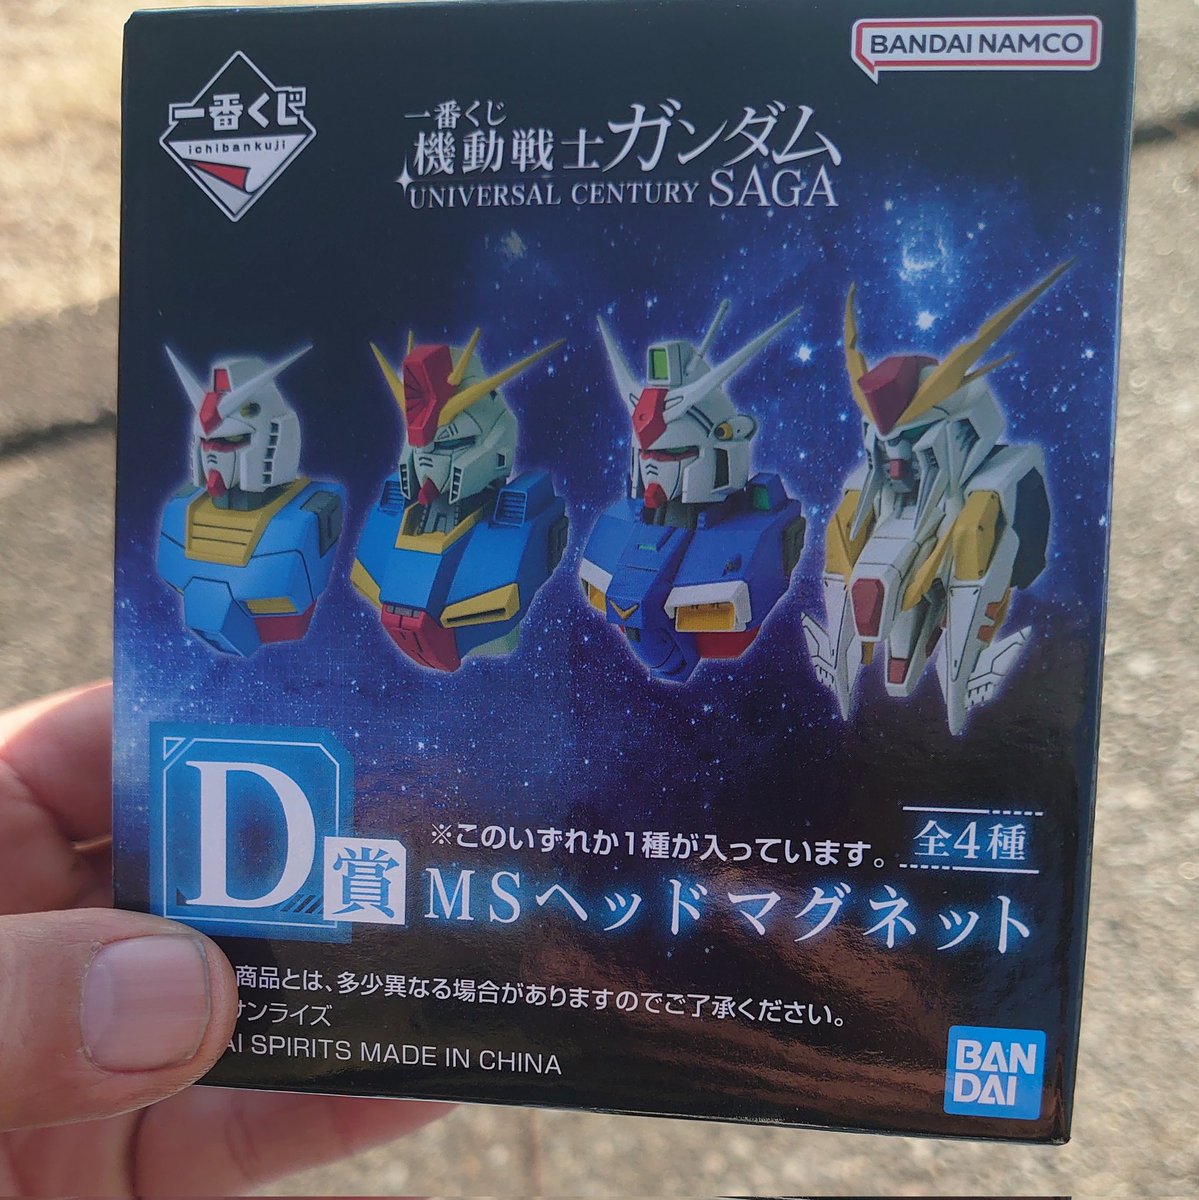 BANDAI NAMCO
一番くじ
ichibankuji
一番くじ
機動戦士ガンダム
UNIVERSAL CENTURY SAGA
D賞
※このいずれか1種が入っています。
全4種
MSヘッドマグネット
商品とは、多少異なる場合がありますのでご了承ください。
サンライズ
AI SPIRITS MADE IN CHINA
BAN
DAI